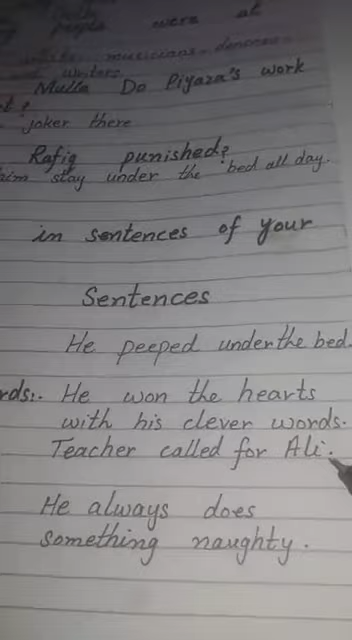 people were at
musicians, dancers
writers
Mulla Do Piyaza's work
joker there
Rafiq punished?
him stay under the bed all day.
in sentences of your
Sentences
He peeped under the bed.
rds:. He won the hearts
with his clever words.
Teacher called for Ali.
He always does
something naughty.